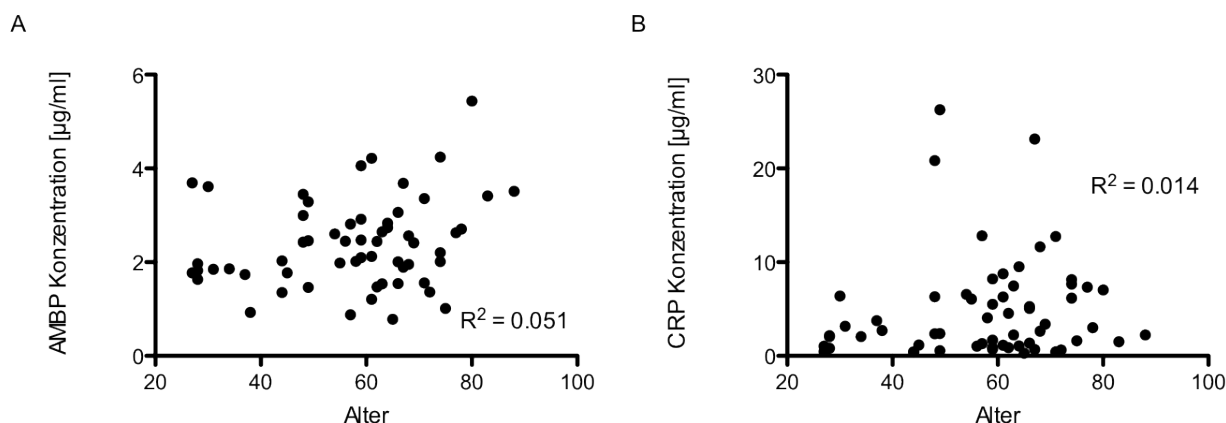 A
B
AMBP Konzentration [µg/ml]
6
4
2
0
20
40
60
80
100
Alter
R² = 0.051
CRP Konzentration [µg/ml]
30
20
10
0
20
40
60
80
100
Alter
R² = 0.014